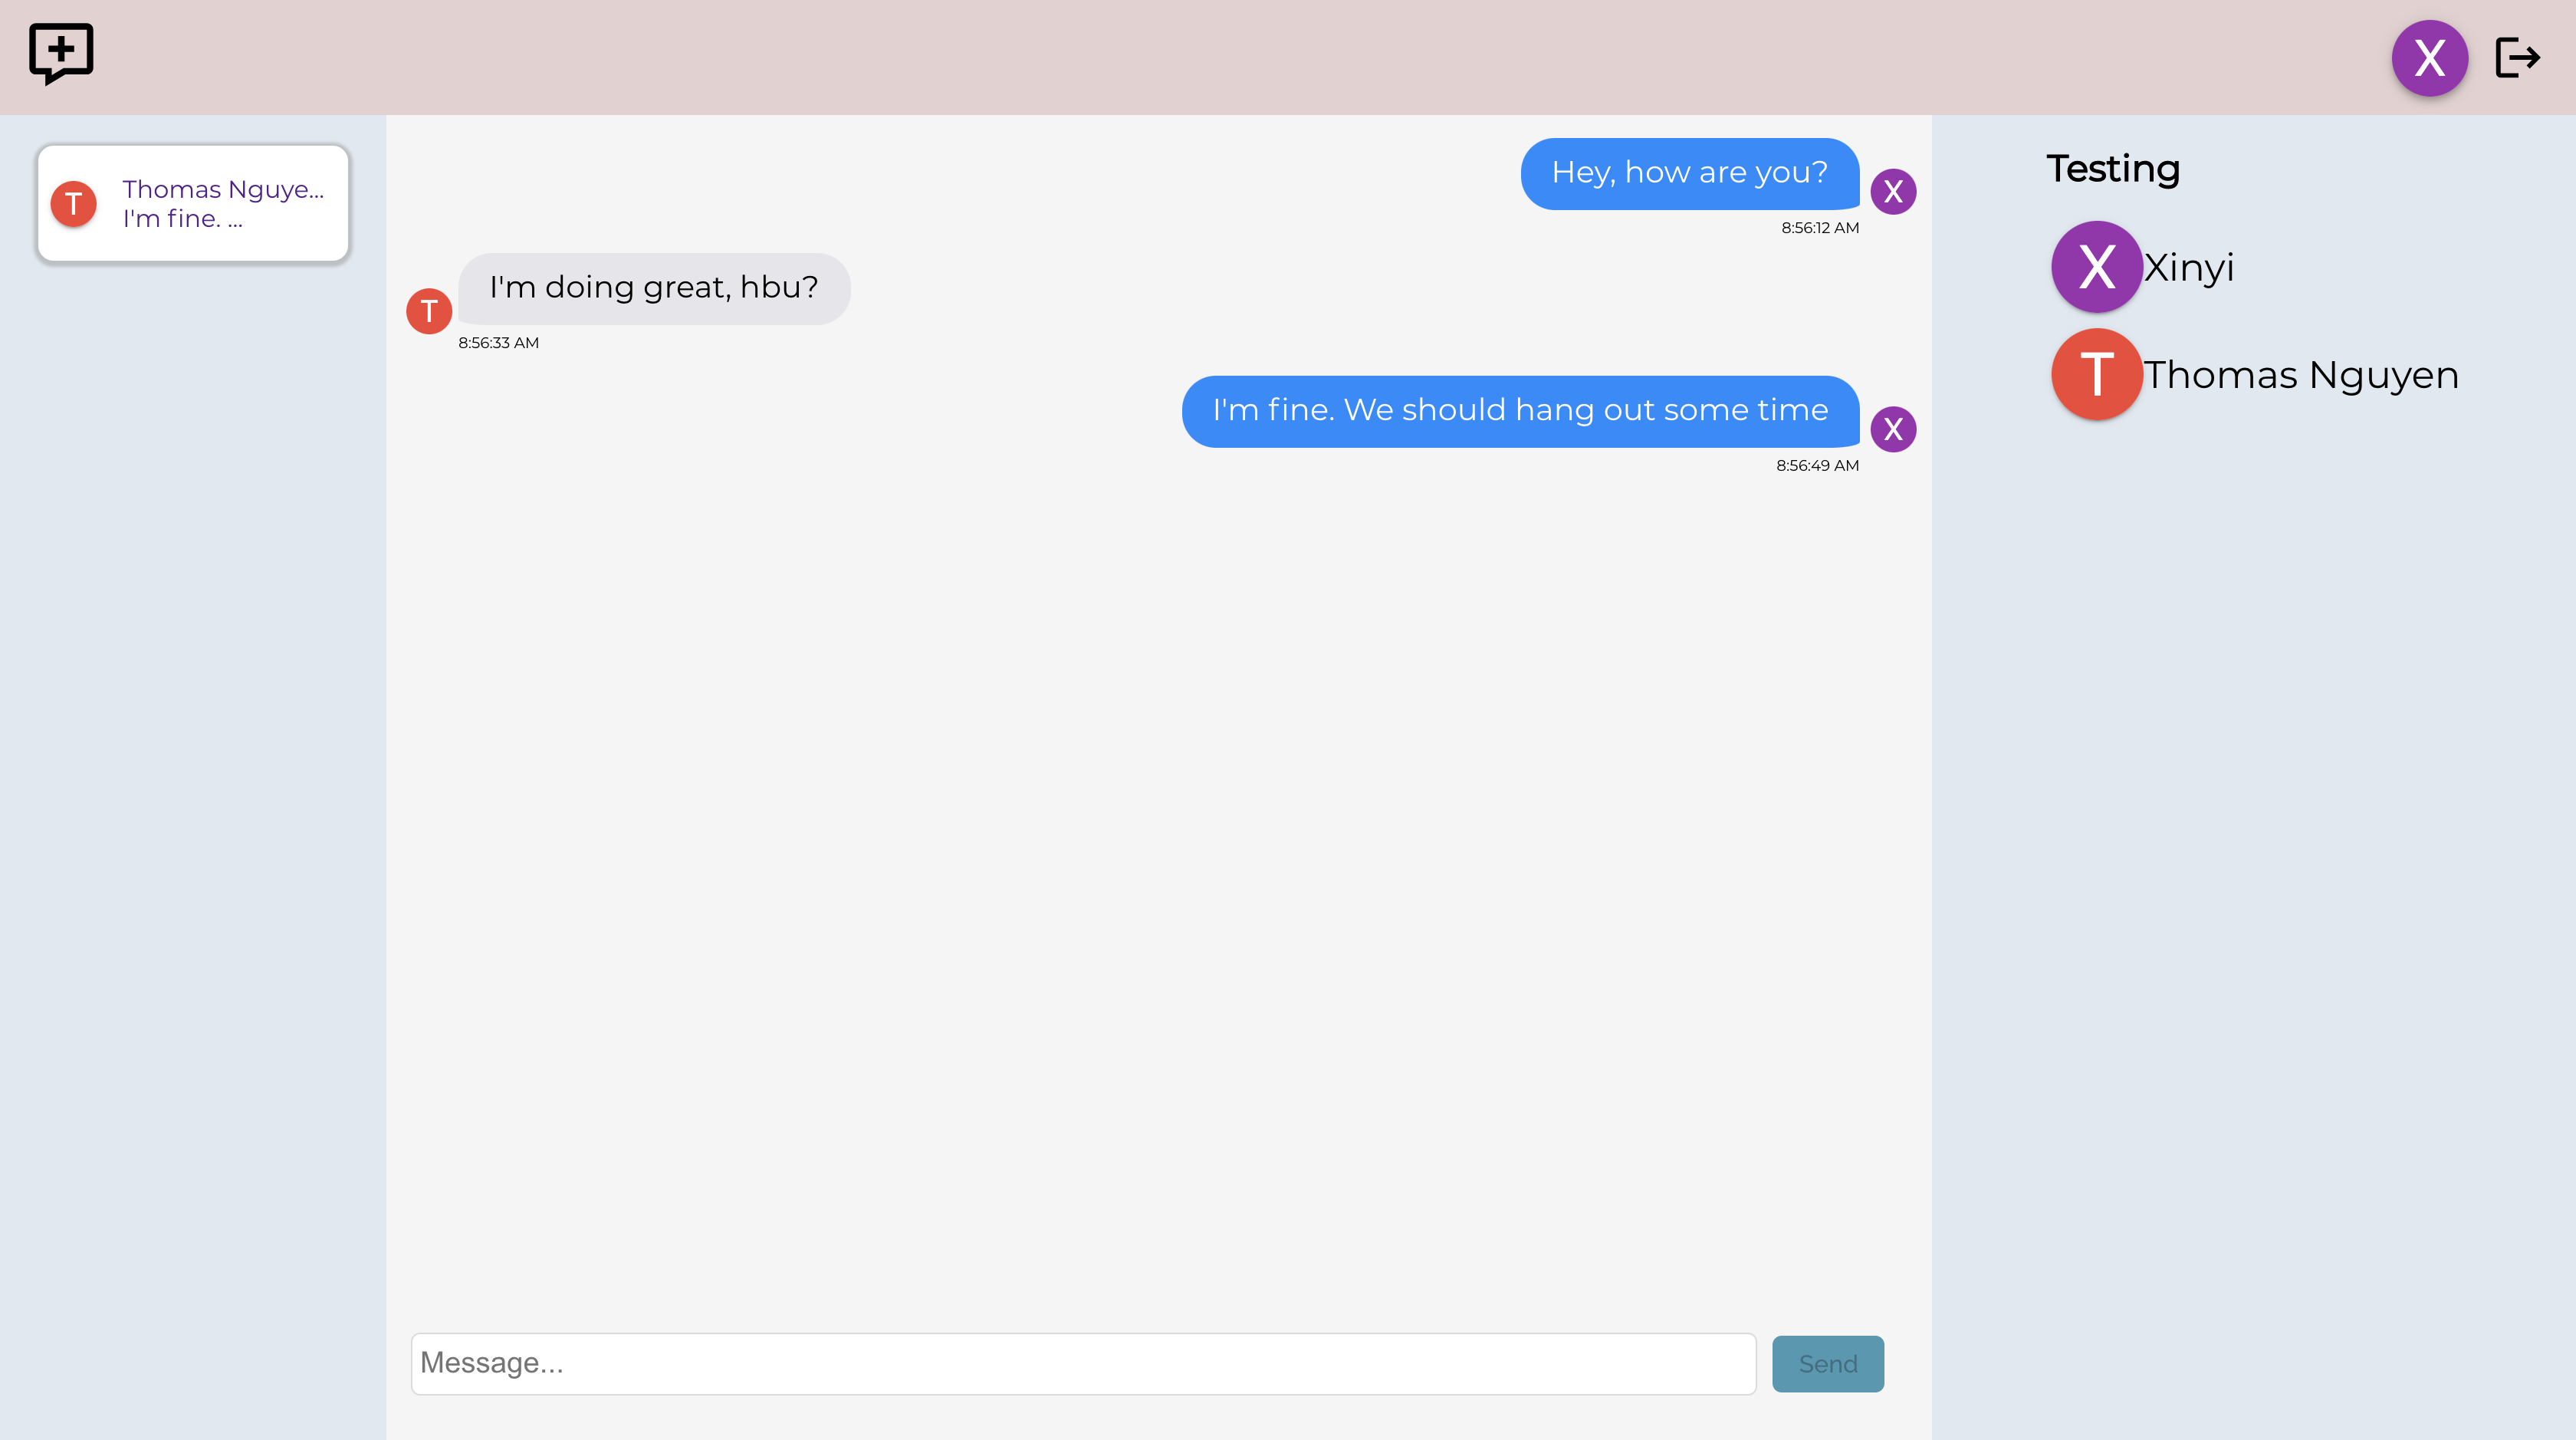 X
T
Thomas Nguye...
I'm fine. ...
Hey, how are you?
X
8:56:12 AM
I'm doing great, hbu?
T
8:56:33 AM
I'm fine. We should hang out some time
X
8:56:49 AM
Message...
Send
Testing
X
Xinyi
T
Thomas Nguyen